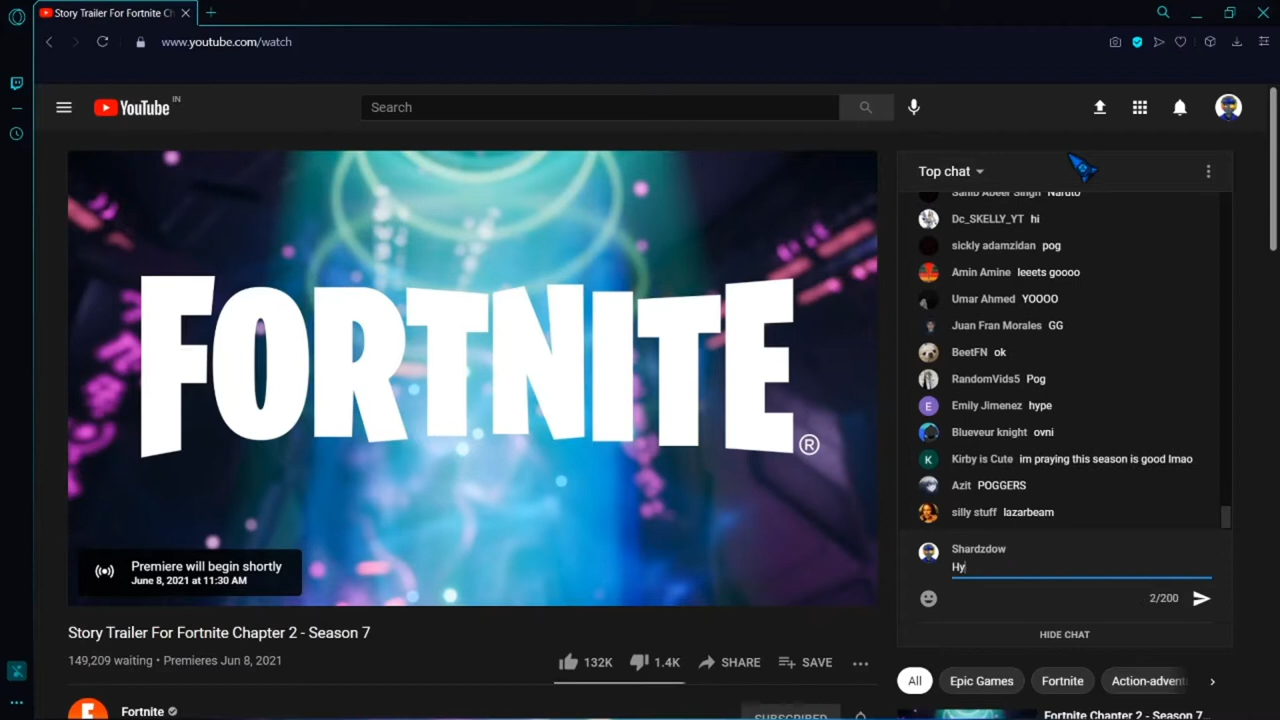 Story Trailer For Fortnite Ch
www.youtube.com/watch
YouTube IN
Search
FORTNITE®
Premiere will begin shortly
June 8, 2021 at 11:30 AM
Story Trailer For Fortnite Chapter 2 - Season 7
149,209 waiting • Premieres Jun 8, 2021
132K
1.4K
SHARE
SAVE
Fortnite
SUBSCRIBED
Top chat
Sahib Abeer Singh Naruto
Dc_SKELLY_YT hi
sickly adamzidan pog
Amin Amine leeets goooo
Umar Ahmed YOOOO
Juan Fran Morales GG
BeetFN ok
RandomVids5 Pog
E Emily Jimenez hype
Blueveur knight ovni
K Kirby is Cute im praying this season is good lmao
Azit POGGERS
silly stuff lazarbeam
Shardzdow
Hy
2/200
HIDE CHAT
All Epic Games Fortnite Action-advent
Fortnite Chapter 2 - Season 7...